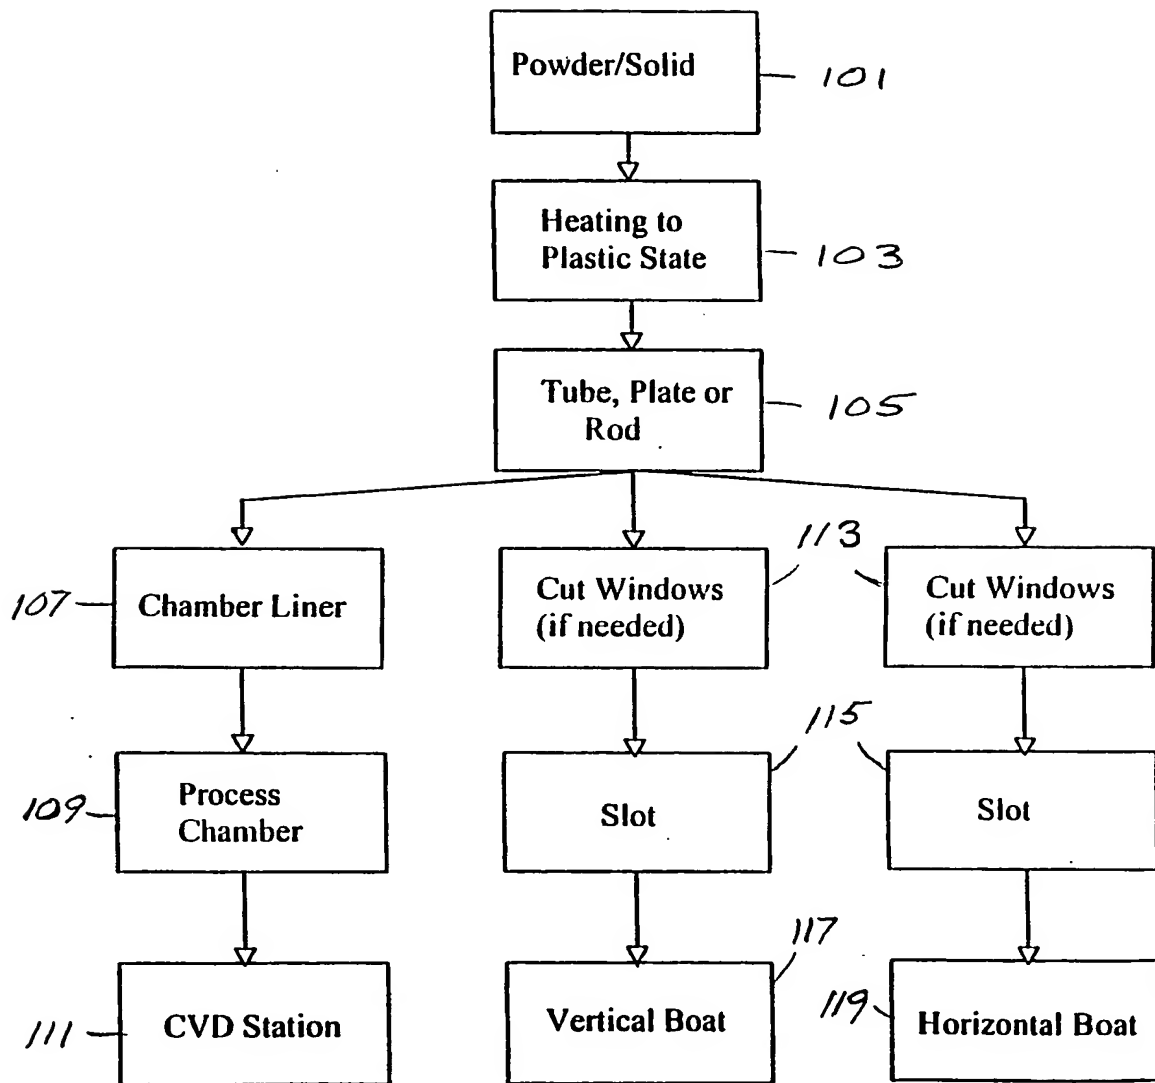 Powder/Solid
101
Heating to
Plastic State
103
Tube, Plate or
Rod
105
113
107
Chamber Liner
Cut Windows
(if needed)
Cut Windows
(if needed)
115
109
Process
Chamber
Slot
Slot
117
111
CVD Station
Vertical Boat
119
Horizontal Boat